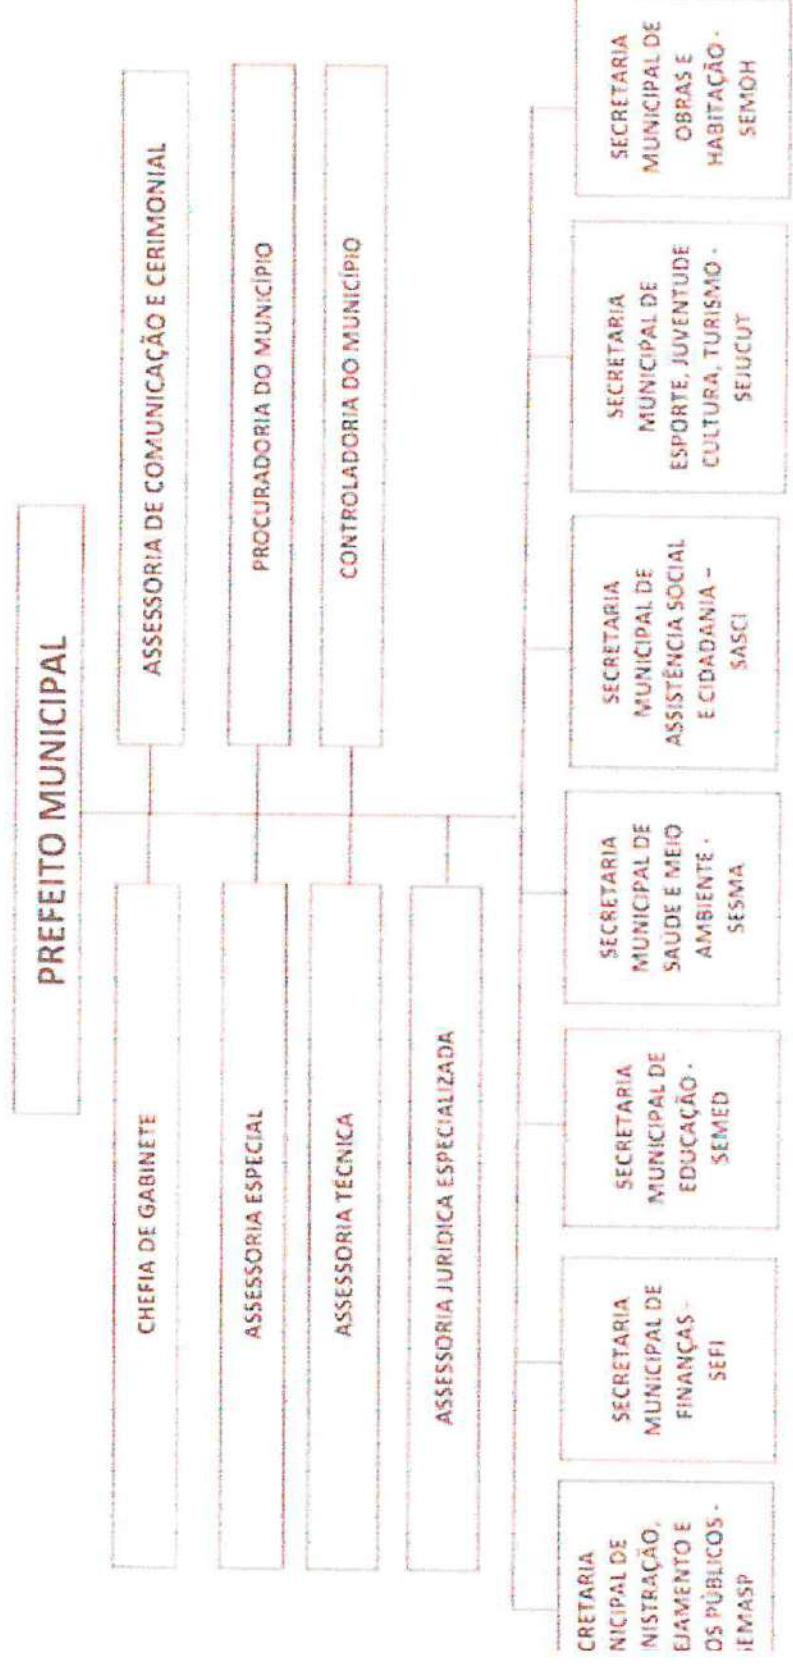 PREFEITO MUNICIPAL
CHEFIA DE GABINETE
ASSESSORIA DE COMUNICAÇÃO E CERIMONIAL
ASSESSORIA ESPECIAL
PROCURADORIA DO MUNICÍPIO
ASSESSORIA TÉCNICA
CONTROLADORIA DO MUNICÍPIO
ASSESSORIA JURÍDICA ESPECIALIZADA
CRETARIA
NICIPAL DE
NISTRAÇÃO,
EJAMENTO E
OS PÚBLICOS -
EMASP
SECRETARIA
MUNICIPAL DE
FINANÇAS -
SEFI
SECRETARIA
MUNICIPAL DE
EDUCAÇÃO -
SEMED
SECRETARIA
MUNICIPAL DE
SAUDE E MEIO
AMBIENTE -
SESMA
SECRETARIA
MUNICIPAL DE
ASSISTÊNCIA SOCIAL
E CIDADANIA –
SASCI
SECRETARIA
MUNICIPAL DE
ESPORTE, JUVENTUDE
CULTURA, TURISMO -
SEJUCUT
SECRETARIA
MUNICIPAL DE
OBRAS E
HABITAÇÃO -
SEMOH